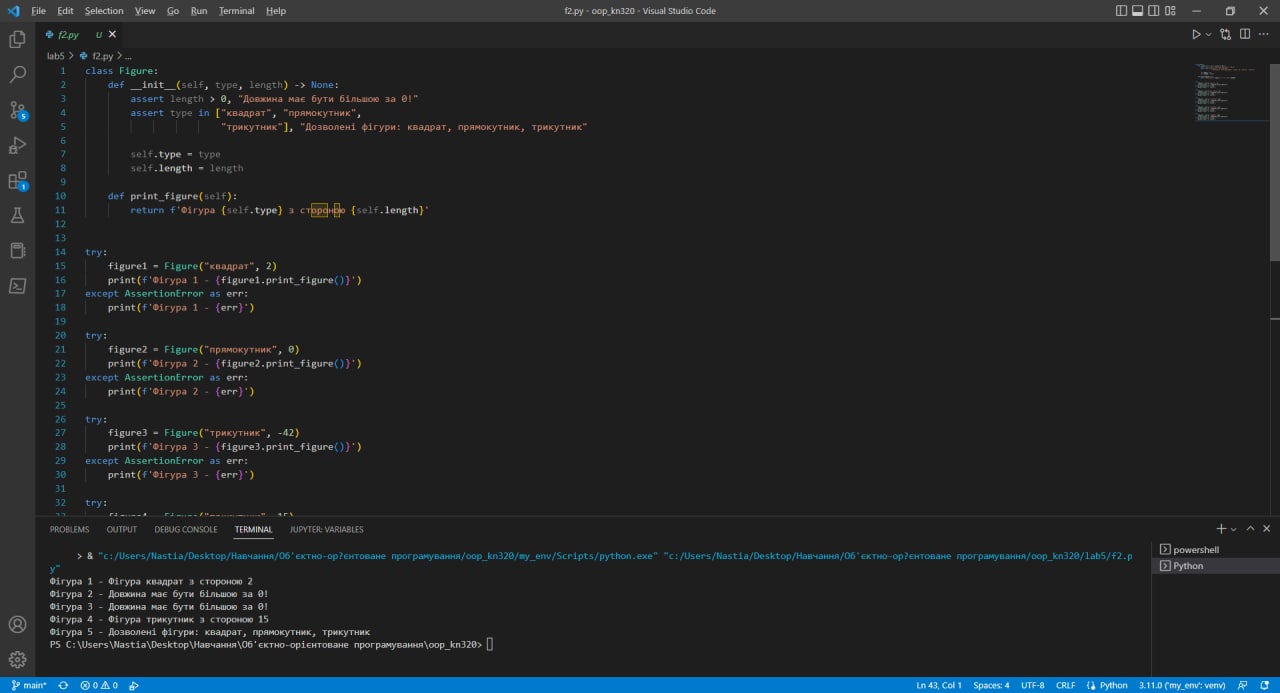 File Edit Selection View Go Run Terminal Help f2.py - oop_kn320 - Visual Studio Code
f2.py U
lab5 > f2.py > ...
1 class Figure:
2 def __init__(self, type, length) -> None:
3 assert length > 0, "Довжина має бути більшою за 0!"
4 assert type in ["квадрат", "прямокутник",
5 "трикутник"], "Дозволені фігури: квадрат, прямокутник, трикутник"
6
7 self.type = type
8 self.length = length
9
10 def print_figure(self):
11 return f'Фігура {self.type} з стороною {self.length}'
12
13
14 try:
15 figure1 = Figure("квадрат", 2)
16 print(f'Фігура 1 - {figure1.print_figure()}')
17 except AssertionError as err:
18 print(f'Фігура 1 - {err}')
19
20 try:
21 figure2 = Figure("прямокутник", 0)
22 print(f'Фігура 2 - {figure2.print_figure()}')
23 except AssertionError as err:
24 print(f'Фігура 2 - {err}')
25
26 try:
27 figure3 = Figure("трикутник", -42)
28 print(f'Фігура 3 - {figure3.print_figure()}')
29 except AssertionError as err:
30 print(f'Фігура 3 - {err}')
31
32 try:
33 figure4 = Figure("трикутник", 15)
PROBLEMS OUTPUT DEBUG CONSOLE TERMINAL JUPYTER: VARIABLES
> & "c:/Users/Nastia/Desktop/Навчання/Об'єктно-ор?єнтоване програмування/oop_kn320/my_env/Scripts/python.exe" "c:/Users/Nastia/Desktop/Навчання/Об'єктно-ор?єнтоване програмування/oop_kn320/lab5/f2.p
y"
Фігура 1 - Фігура квадрат з стороною 2
Фігура 2 - Довжина має бути більшою за 0!
Фігура 3 - Довжина має бути більшою за 0!
Фігура 4 - Фігура трикутник з стороною 15
Фігура 5 - Дозволені фігури: квадрат, прямокутник, трикутник
PS C:\Users\Nastia\Desktop\Навчання\Об'єктно-орієнтоване програмування\oop_kn320>
powershell
Python
5
1
main* 0 0 Ln 43, Col 1 Spaces: 4 UTF-8 CRLF Python 3.11.0 ('my_env': venv)